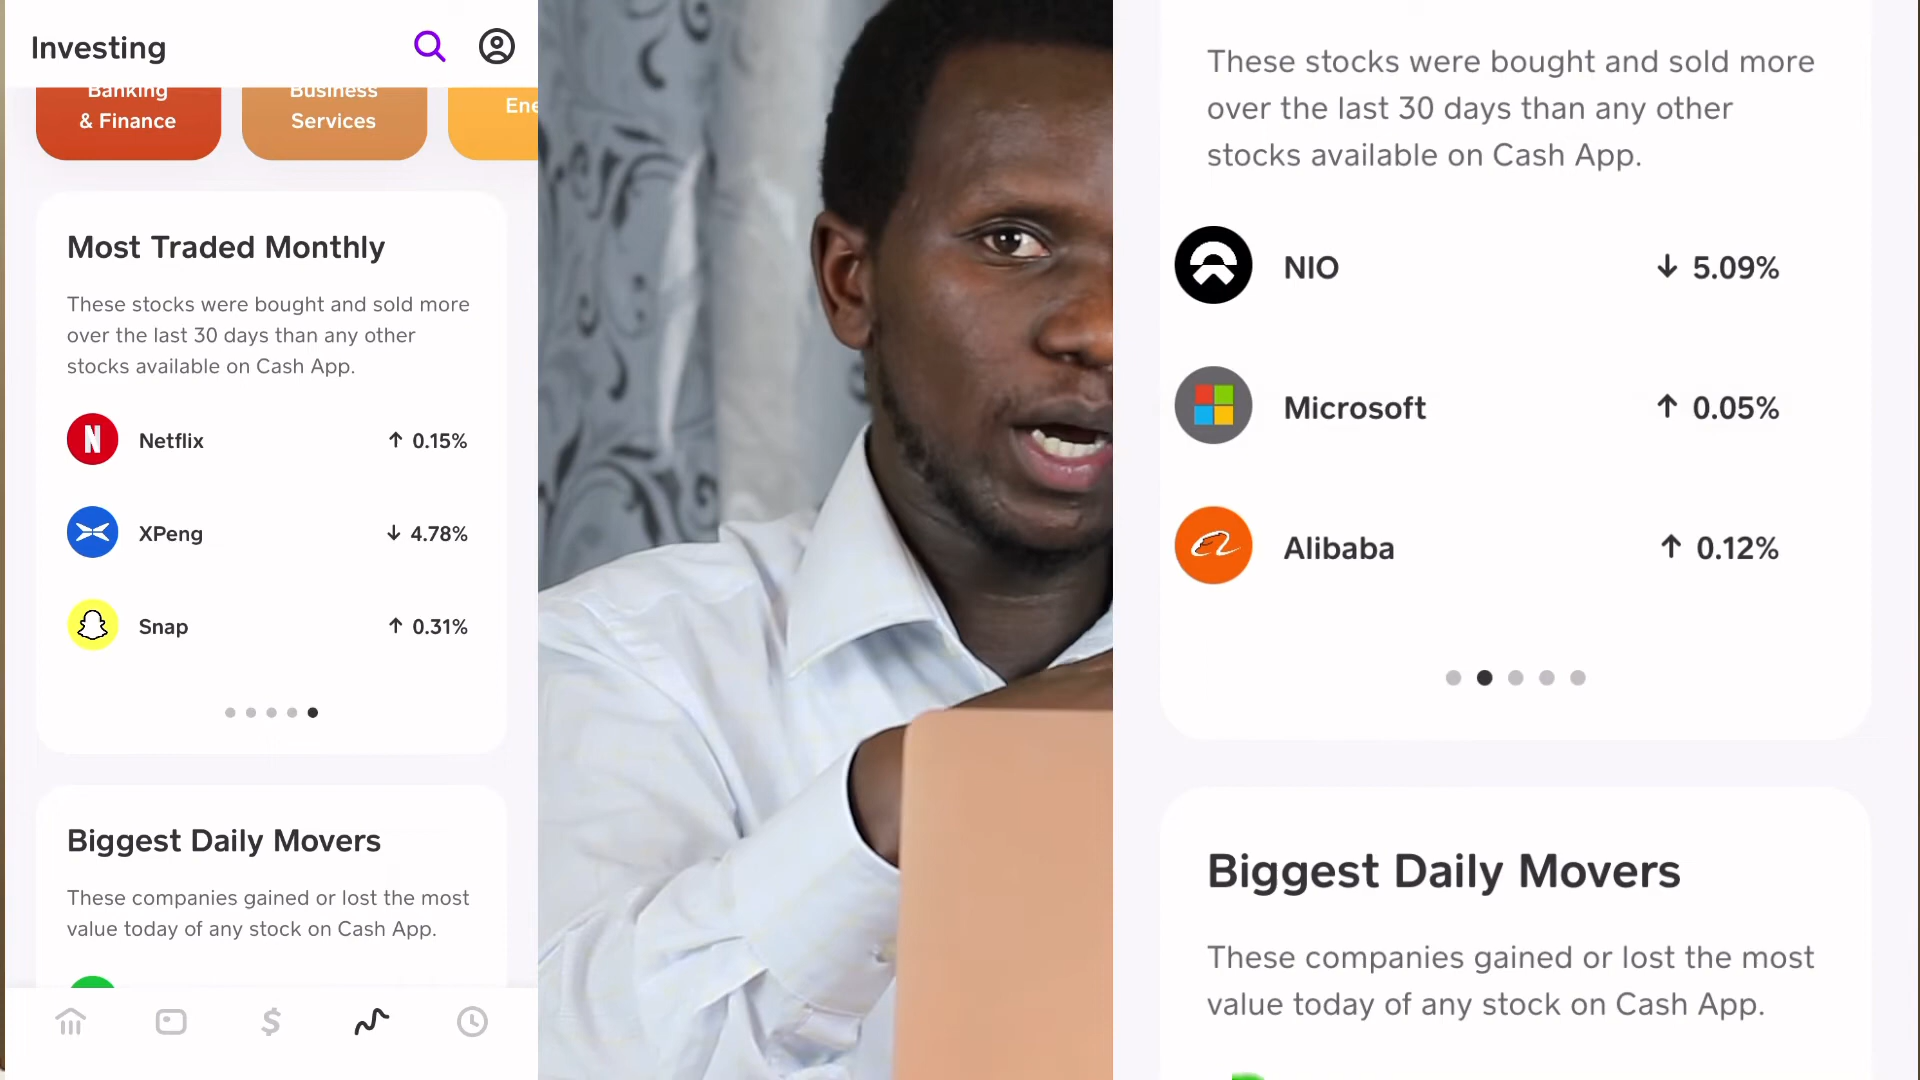 Investing
Banking
& Finance
Business
Services
Ene
Most Traded Monthly
These stocks were bought and sold more
over the last 30 days than any other
stocks available on Cash App.
N
Netflix
↑ 0.15%
XPeng
↓ 4.78%
Snap
↑ 0.31%
Biggest Daily Movers
These companies gained or lost the most
value today of any stock on Cash App.
$
These stocks were bought and sold more
over the last 30 days than any other
stocks available on Cash App.
NIO
↓ 5.09%
Microsoft
↑ 0.05%
Alibaba
↑ 0.12%
Biggest Daily Movers
These companies gained or lost the most
value today of any stock on Cash App.